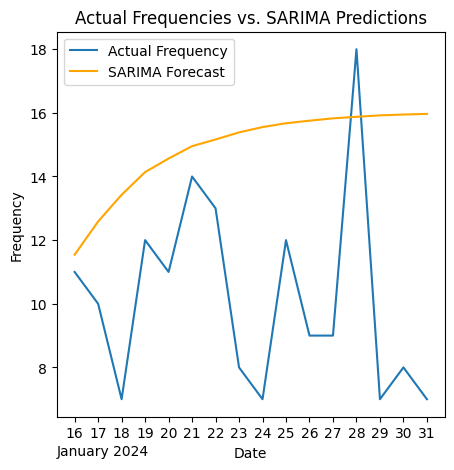 Actual Frequencies vs. SARIMA Predictions
Actual Frequency
SARIMA Forecast
Frequency
18
16
14
12
10
8
16 17 18 19 20 21 22 23 24 25 26 27 28 29 30 31
January 2024
Date